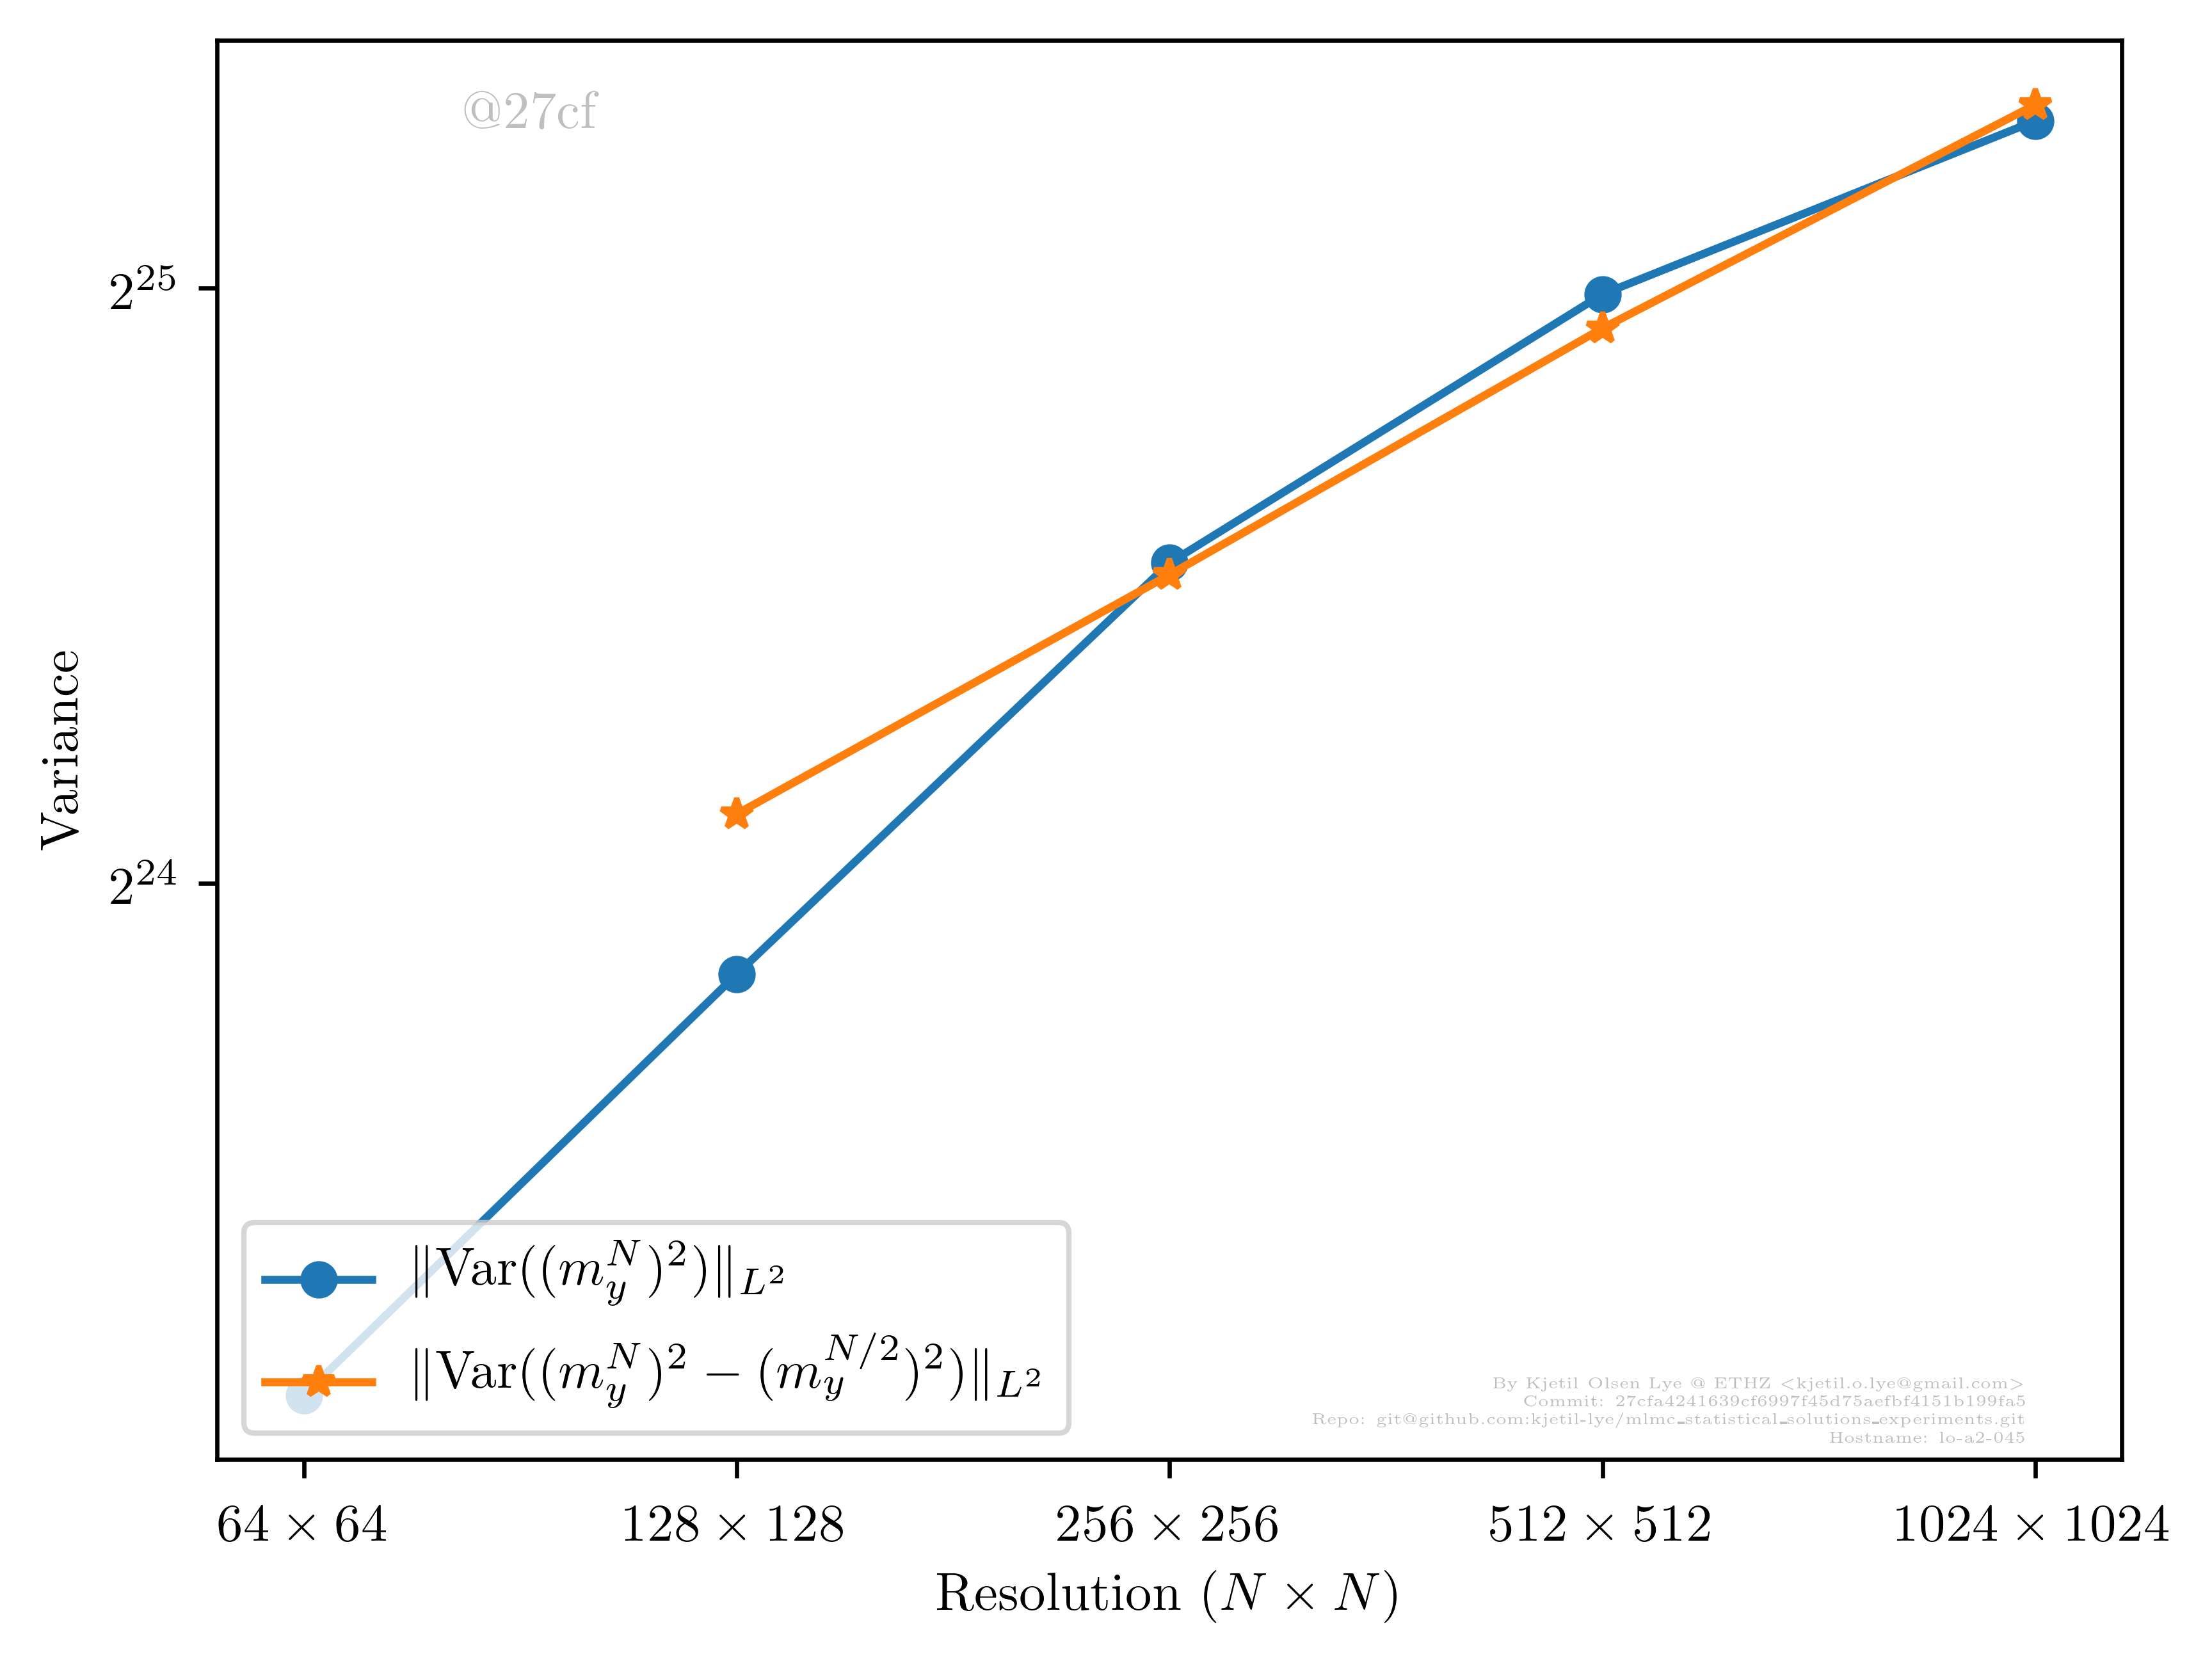 @27cf
2^25
2^24
Variance
‖Var((m_y^N)^2)‖_{L^2}
‖Var((m_y^N)^2 − (m_y^{N/2})^2)‖_{L^2}
By Kjetil Olsen Lye @ ETHZ <kjetil.o.lye@gmail.com>
Commit: 27cfa4241639cf6997f45d75aefbf4151b199fa5
Repo: git@github.com:kjetil-lye/mlmc_statistical_solutions_experiments.git
Hostname: lo-a2-045
64 × 64 128 × 128 256 × 256 512 × 512 1024 × 1024
Resolution (N × N)